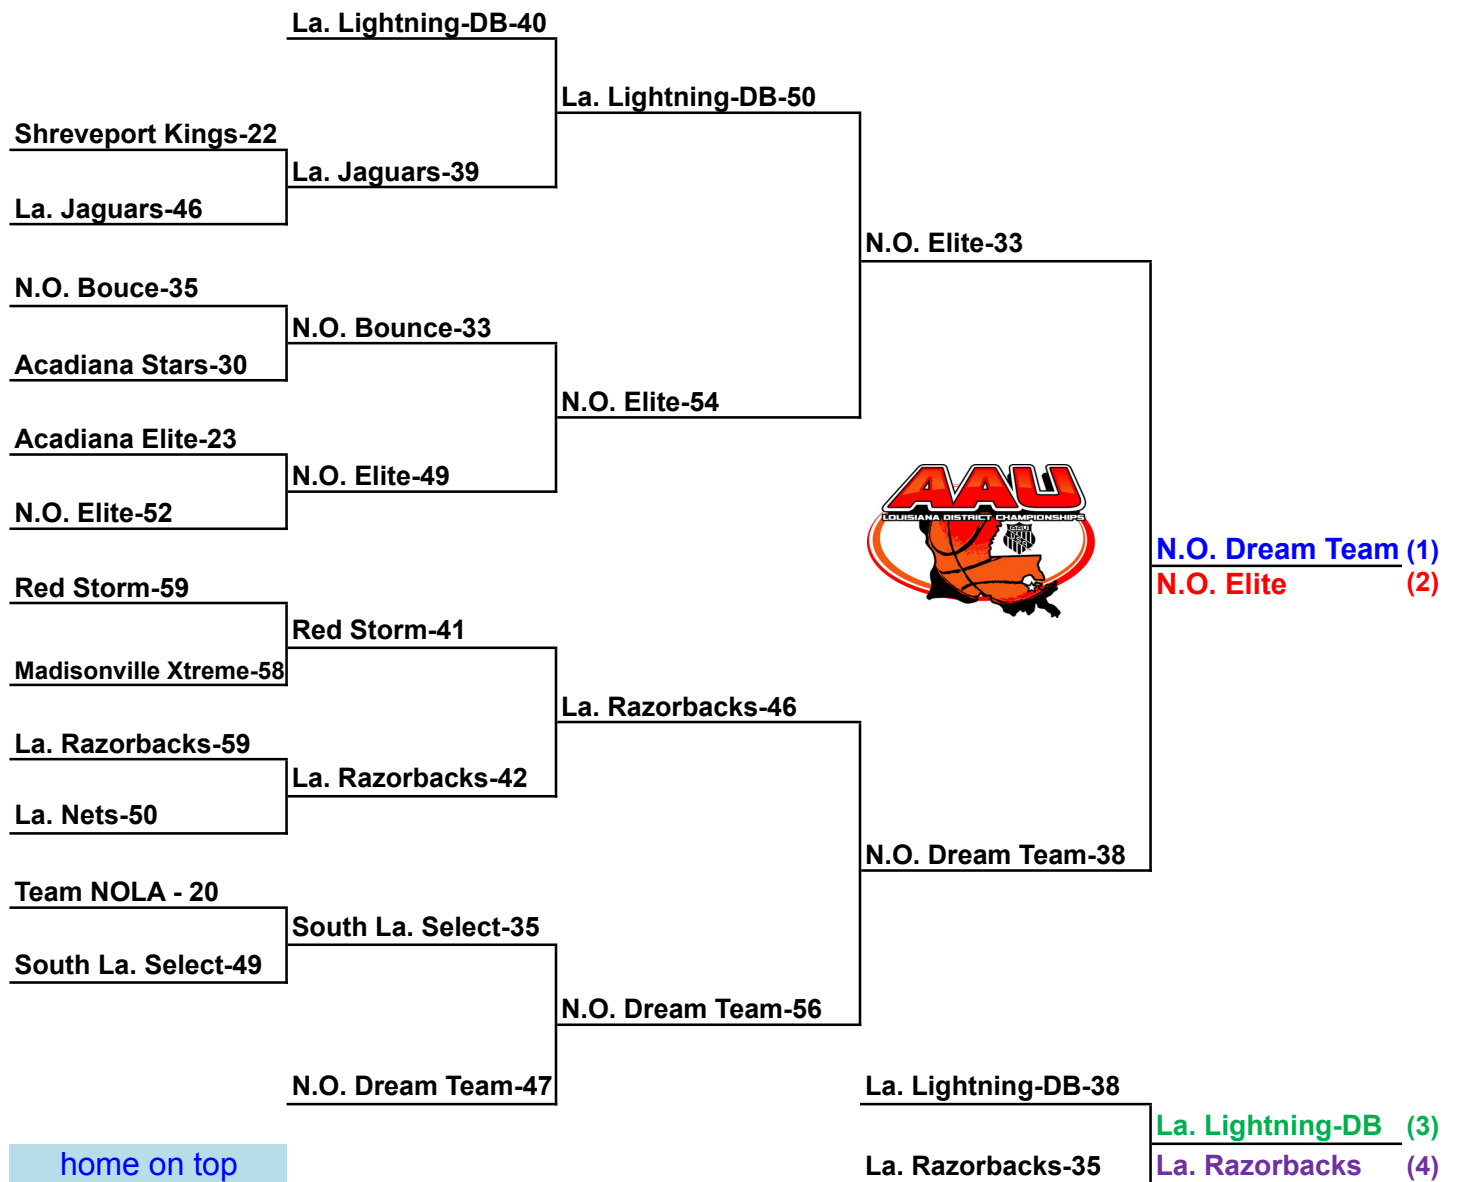 La. Lightning-DB-40
La. Lightning-DB-50
Shreveport Kings-22
La. Jaguars-39
La. Jaguars-46
N.O. Elite-33
N.O. Bouce-35
N.O. Bounce-33
Acadiana Stars-30
N.O. Elite-54
Acadiana Elite-23
N.O. Elite-49
N.O. Elite-52
AAU
LOUISIANA DISTRICT CHAMPIONSHIPS
N.O. Dream Team (1)
N.O. Elite (2)
Red Storm-59
Red Storm-41
Madisonville Xtreme-58
La. Razorbacks-46
La. Razorbacks-59
La. Razorbacks-42
La. Nets-50
N.O. Dream Team-38
Team NOLA - 20
South La. Select-35
South La. Select-49
N.O. Dream Team-56
N.O. Dream Team-47
La. Lightning-DB-38
La. Lightning-DB (3)
home on top
La. Razorbacks-35
La. Razorbacks (4)